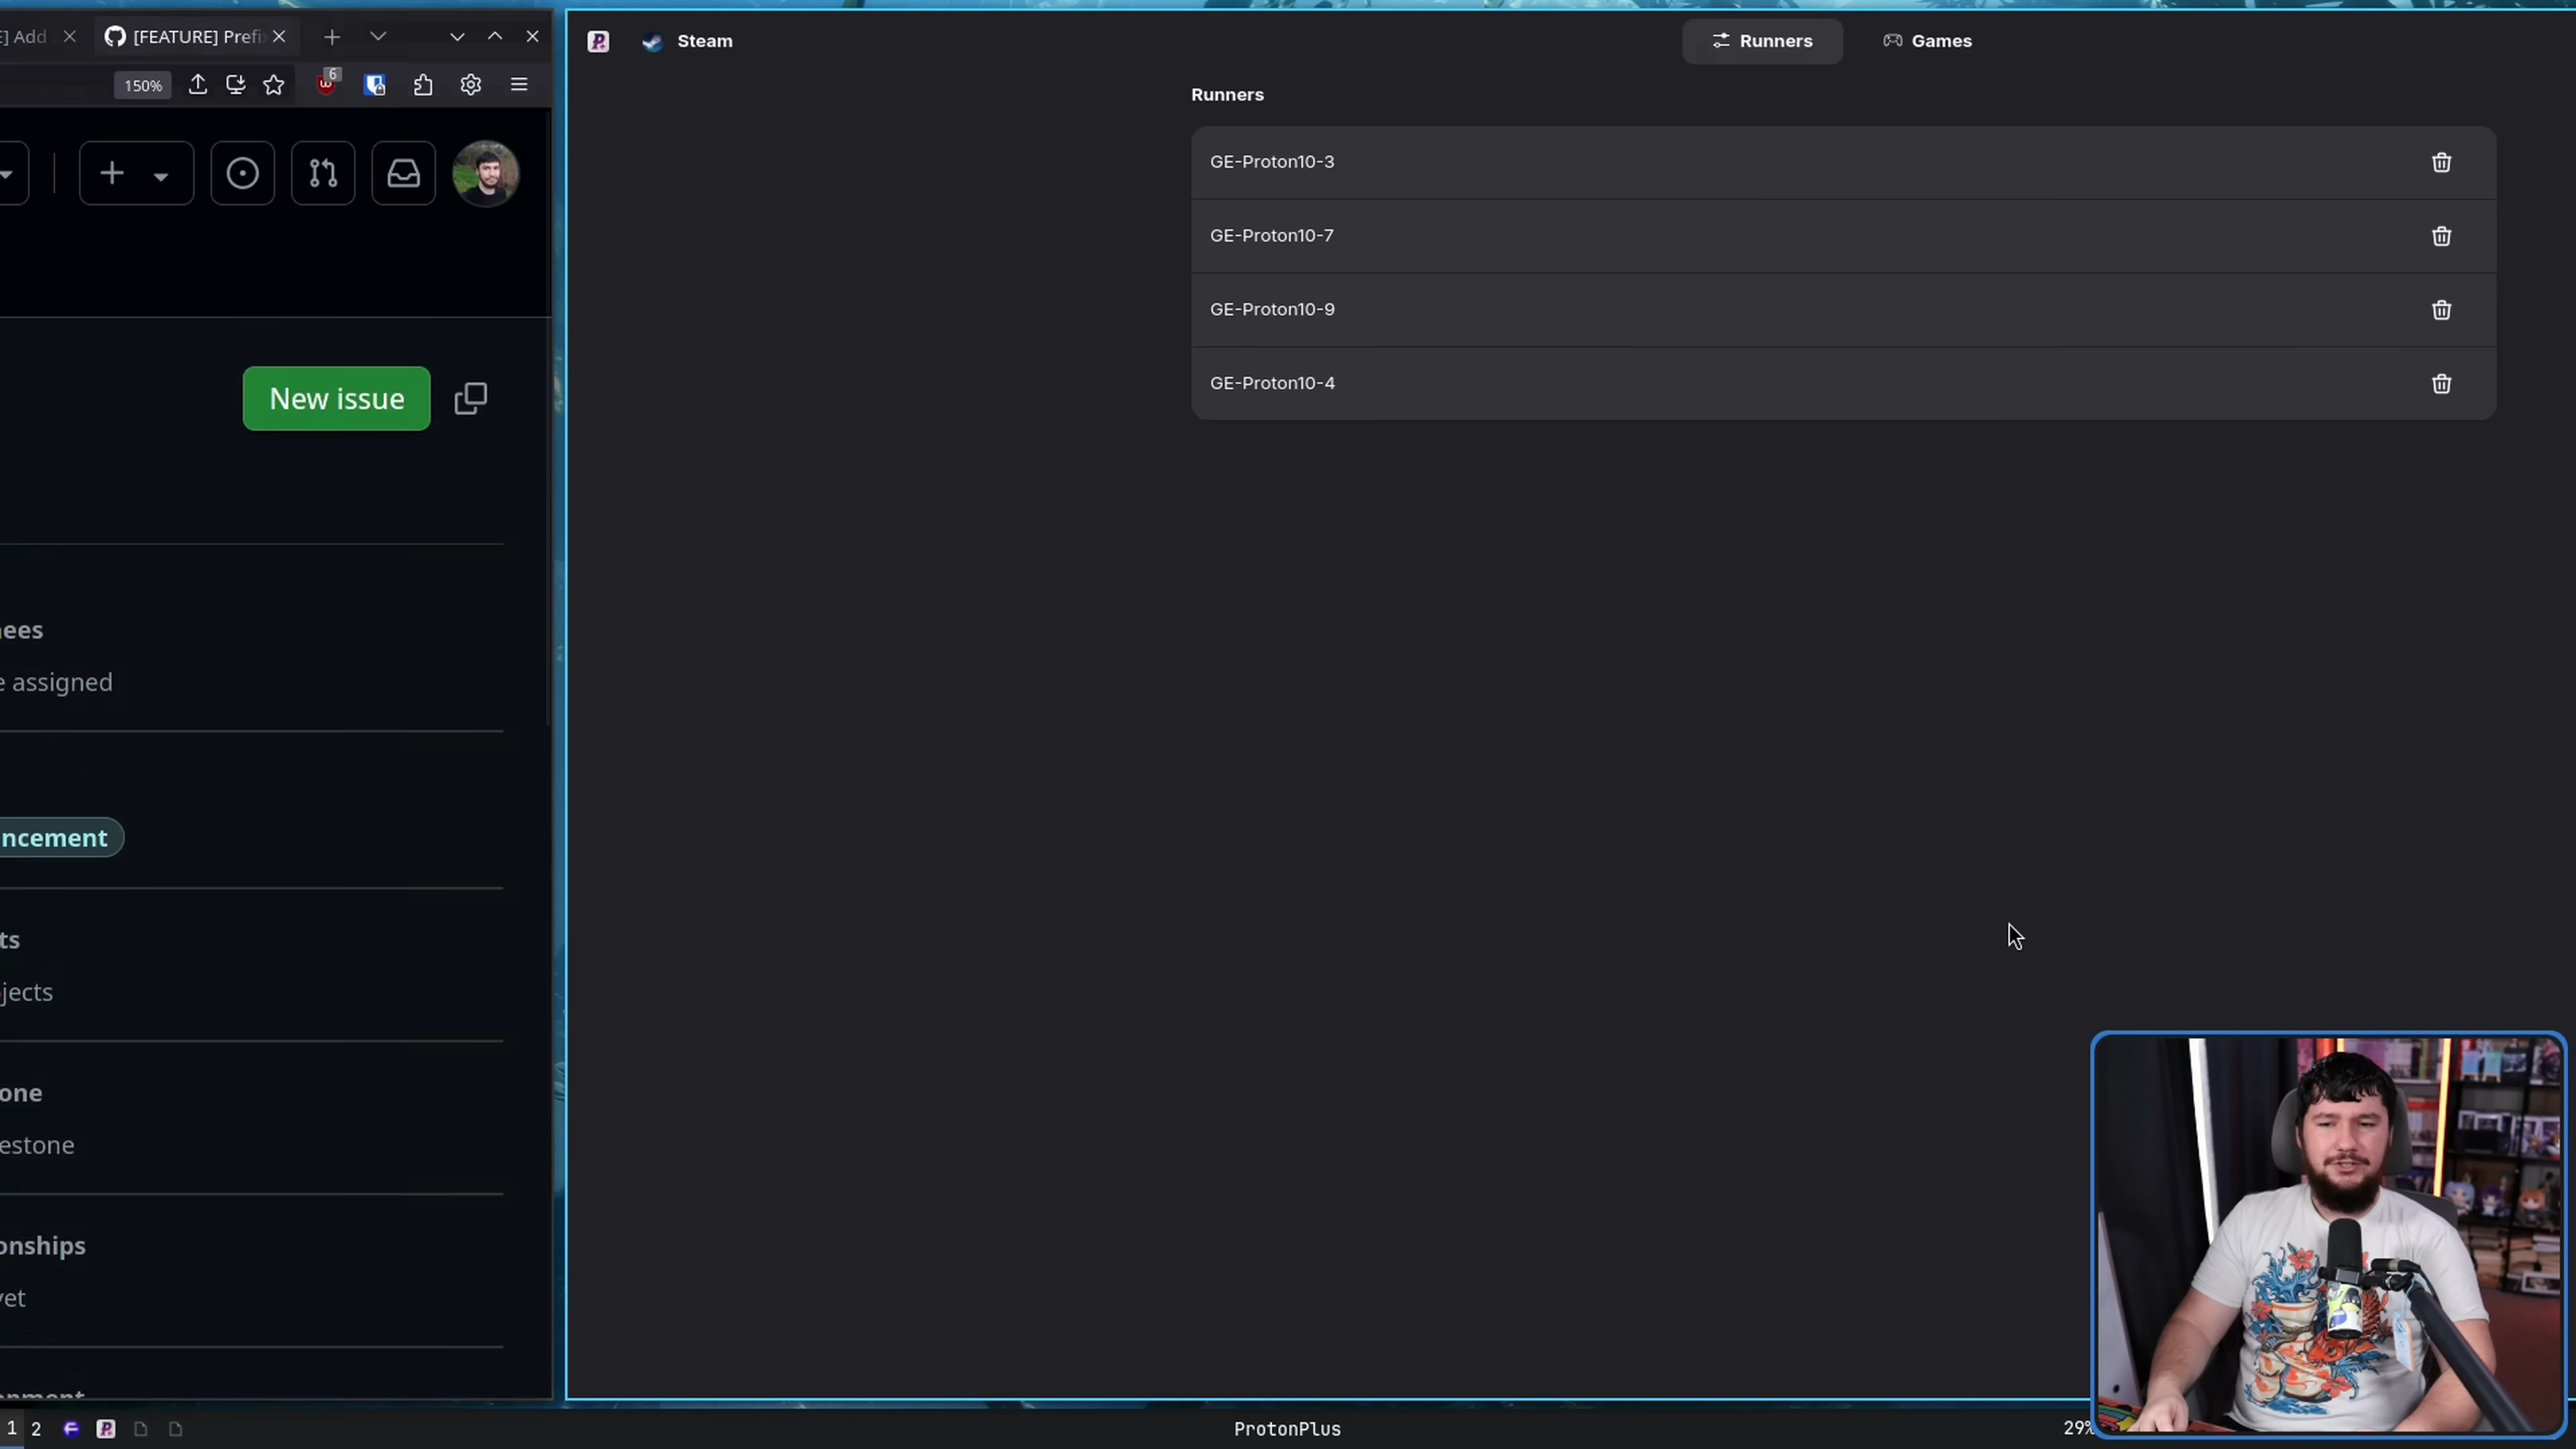 E] Add
[FEATURE] Prefi
150%
6
New issue
nees
e assigned
ncement
ts
jects
one
estone
onships
yet
Steam
Runners
Games
Runners
GE-Proton10-3
GE-Proton10-7
GE-Proton10-9
GE-Proton10-4
1
2
ProtonPlus
29%